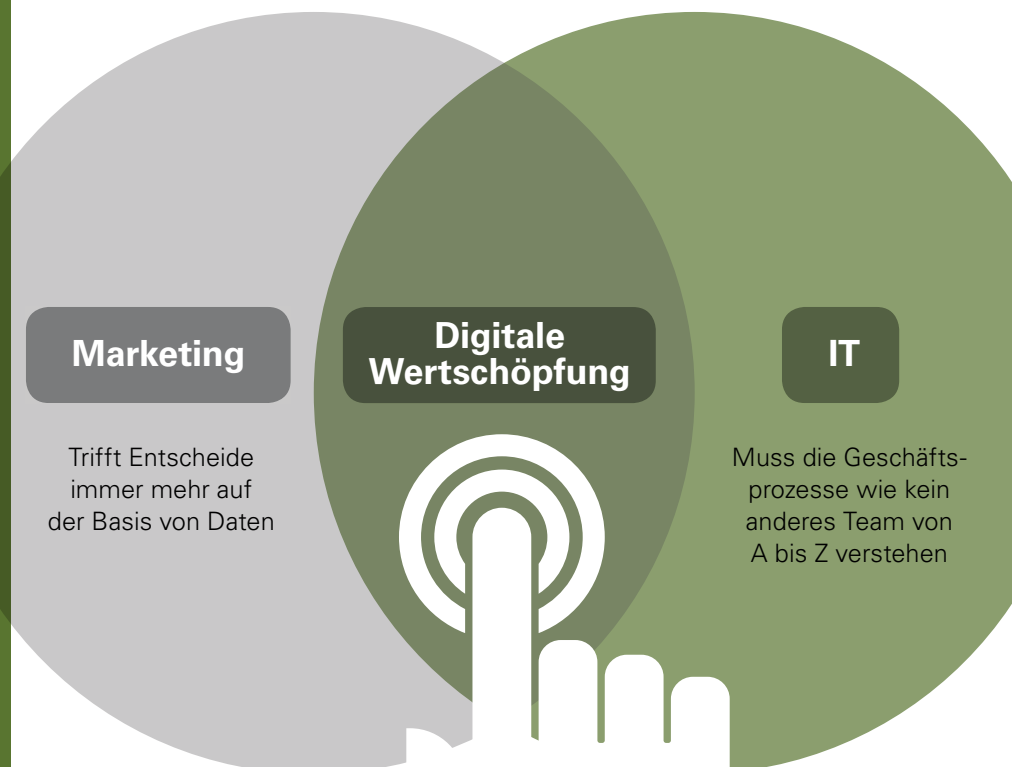 Marketing
Trifft Entscheide
immer mehr auf
der Basis von Daten
Digitale
Wertschöpfung
IT
Muss die Geschäfts-
prozesse wie kein
anderes Team von
A bis Z verstehen